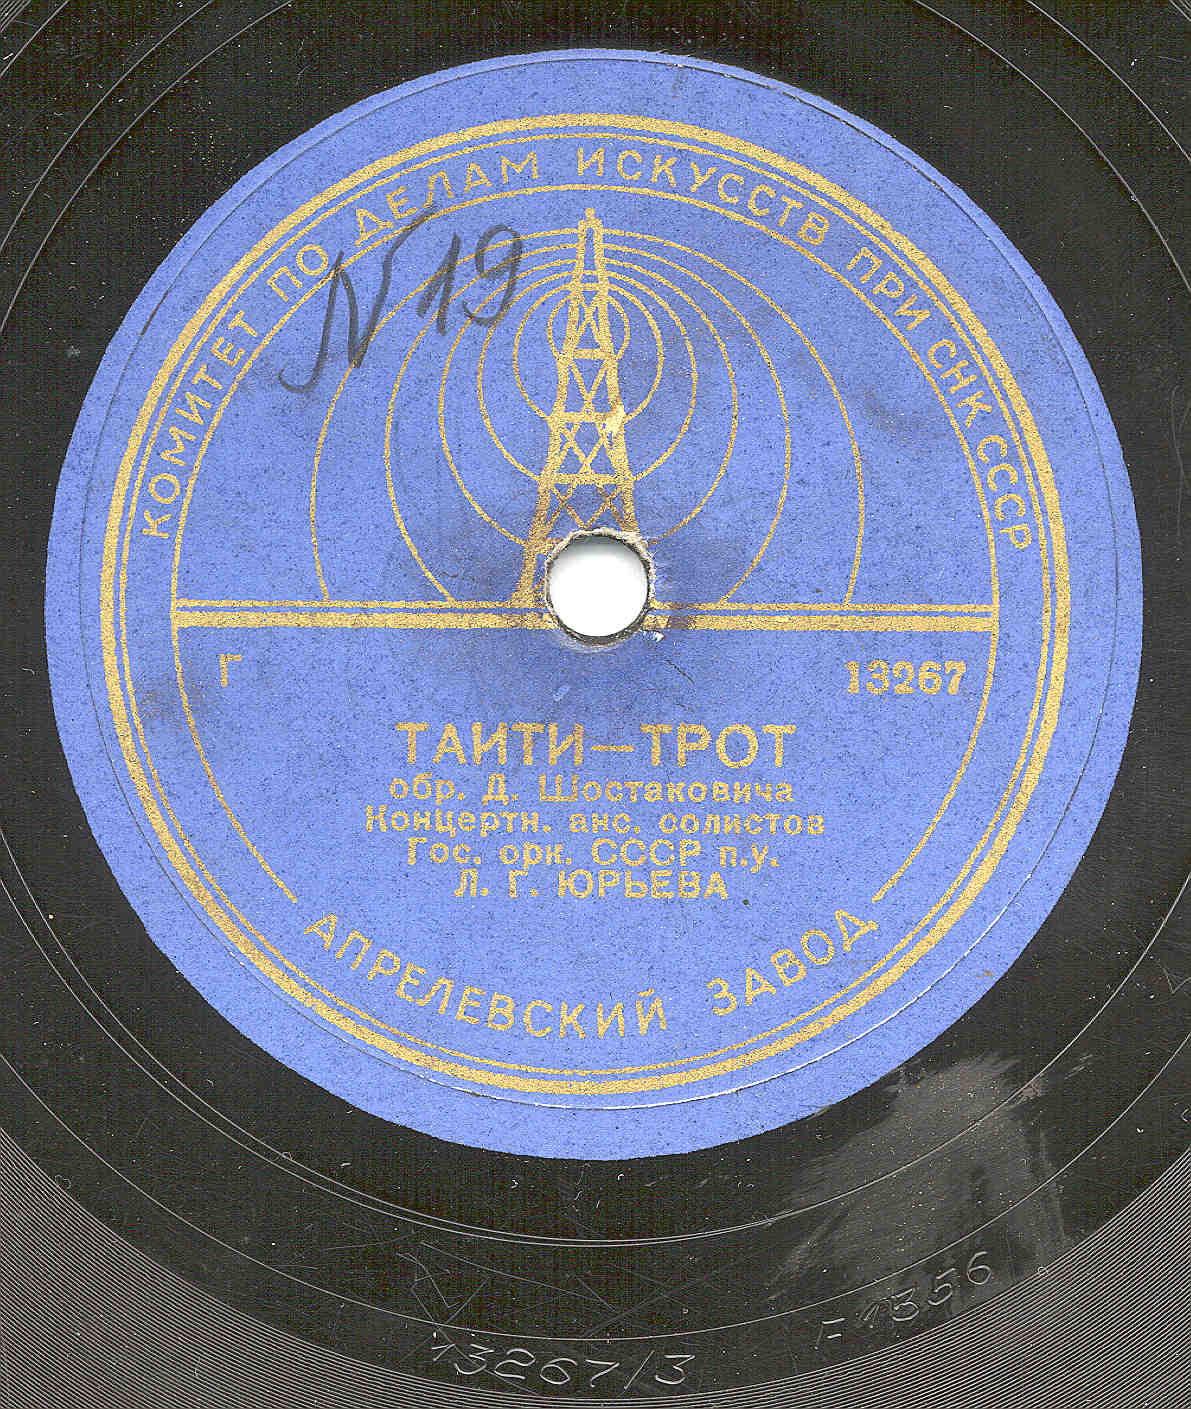 КОМИТЕТ ПО ДЕЛАМ ИСКУССТВ ПРИ СНК СССР
N 19
Г
13267
ТАИТИ—ТРОТ
обр. Д. Шостаковича
Концертн. анс. солистов
Гос. орк. СССР п.у.
Л. Г. ЮРЬЕВА
АПРЕЛЕВСКИЙ ЗАВОД
F 1356
13267/3